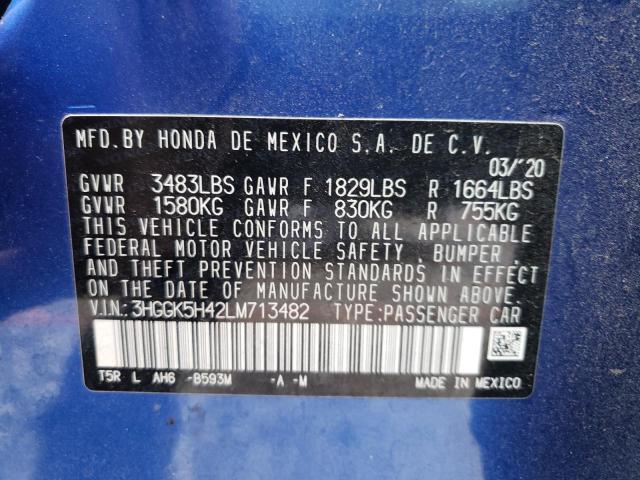 MFD. BY HONDA DE MEXICO S.A. DE C.V.
03/'20
GVWR 3483LBS GAWR F 1829LBS R 1664LBS
GVWR 1580KG GAWR F 830KG R 755KG
THIS VEHICLE CONFORMS TO ALL APPLICABLE
FEDERAL MOTOR VEHICLE SAFETY, BUMPER,
AND THEFT PREVENTION STANDARDS IN EFFECT
ON THE DATE OF MANUFACTURE SHOWN ABOVE.
V.I.N.: 3HGGK5H42LM713482 TYPE:PASSENGER CAR
T5R L AH6 -B593M -A -M MADE IN MEXICO